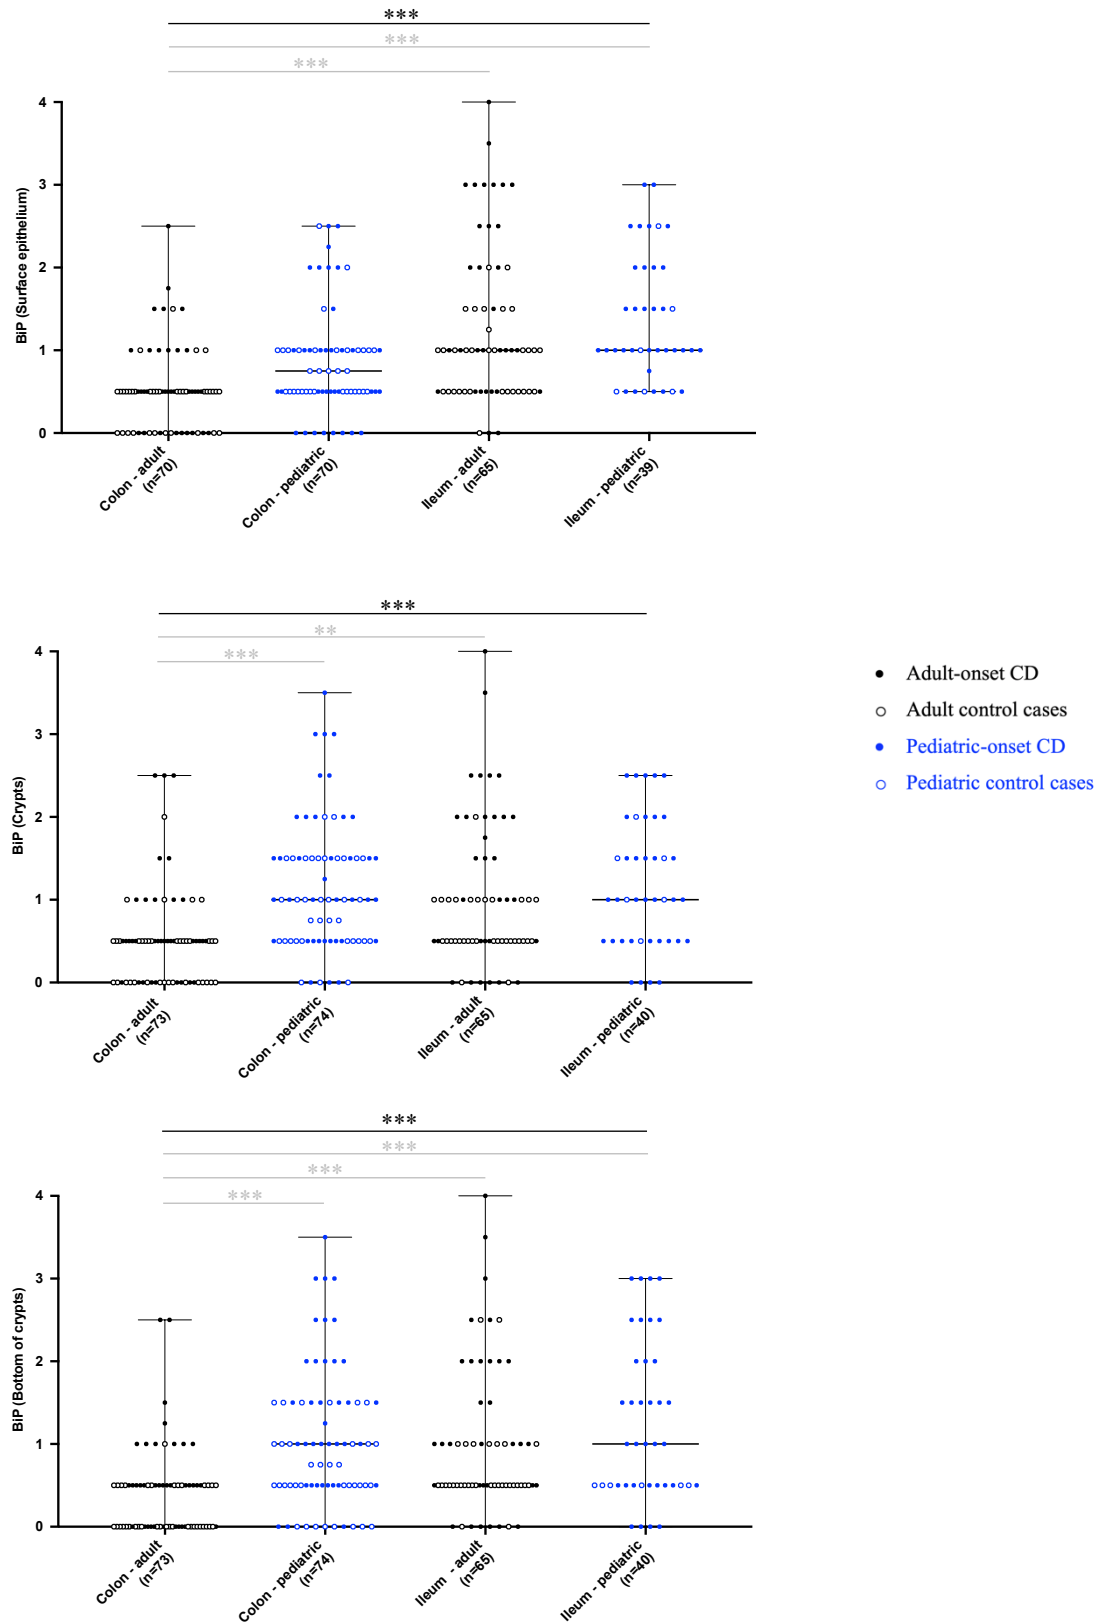 ***
***
***
4
3
2
1
0
BiP (Surface epithelium)
Colon - adult
(n=70)
Colon - pediatric
(n=70)
Ileum - adult
(n=65)
Ileum - pediatric
(n=39)
***
**
***
4
3
2
1
0
BiP (Crypts)
Colon - adult
(n=73)
Colon - pediatric
(n=74)
Ileum - adult
(n=65)
Ileum - pediatric
(n=40)
Adult-onset CD
Adult control cases
Pediatric-onset CD
Pediatric control cases
***
***
***
***
4
3
2
1
0
BiP (Bottom of crypts)
Colon - adult
(n=73)
Colon - pediatric
(n=74)
Ileum - adult
(n=65)
Ileum - pediatric
(n=40)